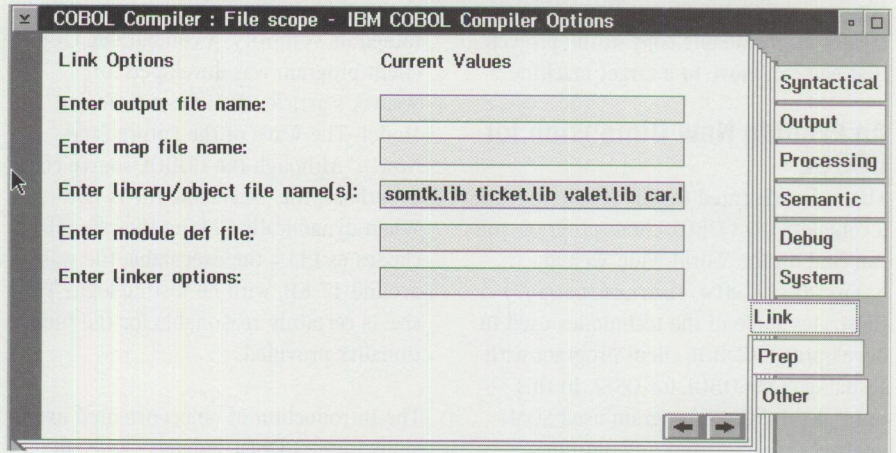 COBOL Compiler : File scope - IBM COBOL Compiler Options
Link Options Current Values
Enter output file name:
Enter map file name:
Enter library/object file name(s): somtk.lib ticket.lib valet.lib car.l
Enter module def file:
Enter linker options:
Syntactical
Output
Processing
Semantic
Debug
System
Link
Prep
Other